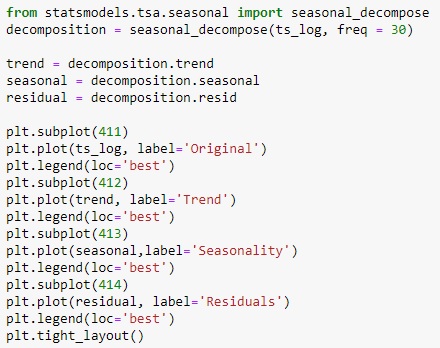 from statsmodels.tsa.seasonal import seasonal_decompose
decomposition = seasonal_decompose(ts_log, freq = 30)
trend = decomposition.trend
seasonal = decomposition.seasonal
residual = decomposition.resid
plt.subplot(411)
plt.plot(ts_log, label='Original')
plt.legend(loc='best')
plt.subplot(412)
plt.plot(trend, label='Trend')
plt.legend(loc='best')
plt.subplot(413)
plt.plot(seasonal,label='Seasonality')
plt.legend(loc='best')
plt.subplot(414)
plt.plot(residual, label='Residuals')
plt.legend(loc='best')
plt.tight_layout()